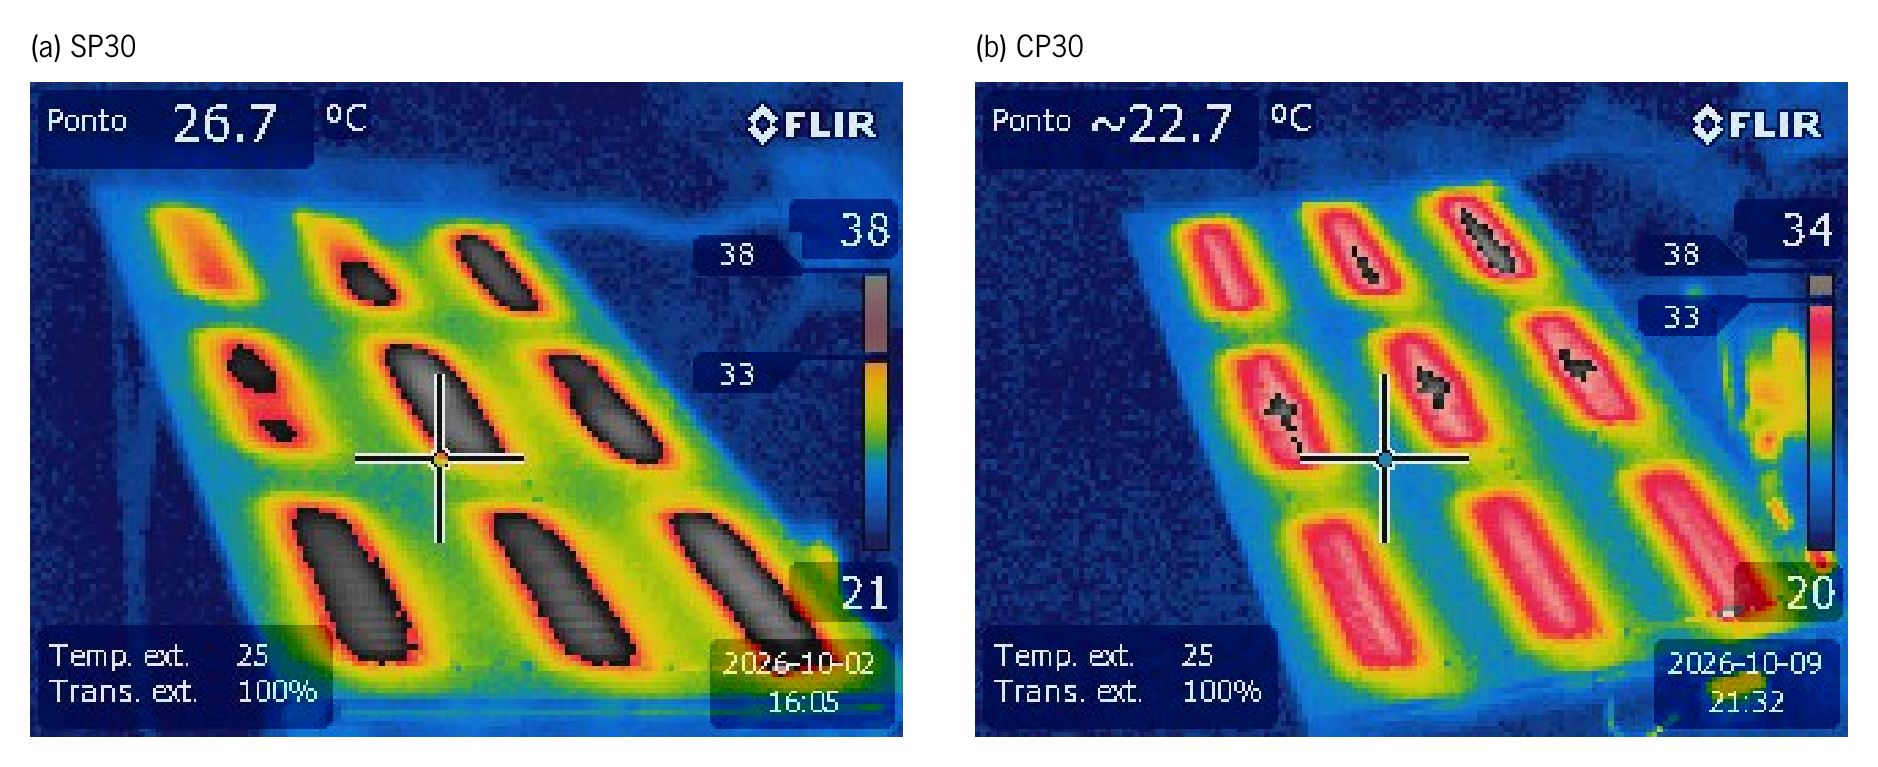 (a) SP30
Ponto 26.7 ºC
FLIR
38
38
33
21
Temp. ext. 25
Trans. ext. 100%
2026-10-02
16:05
(b) CP30
Ponto ~22.7 ºC
FLIR
34
38
33
20
Temp. ext. 25
Trans. ext. 100%
2026-10-09
21:32